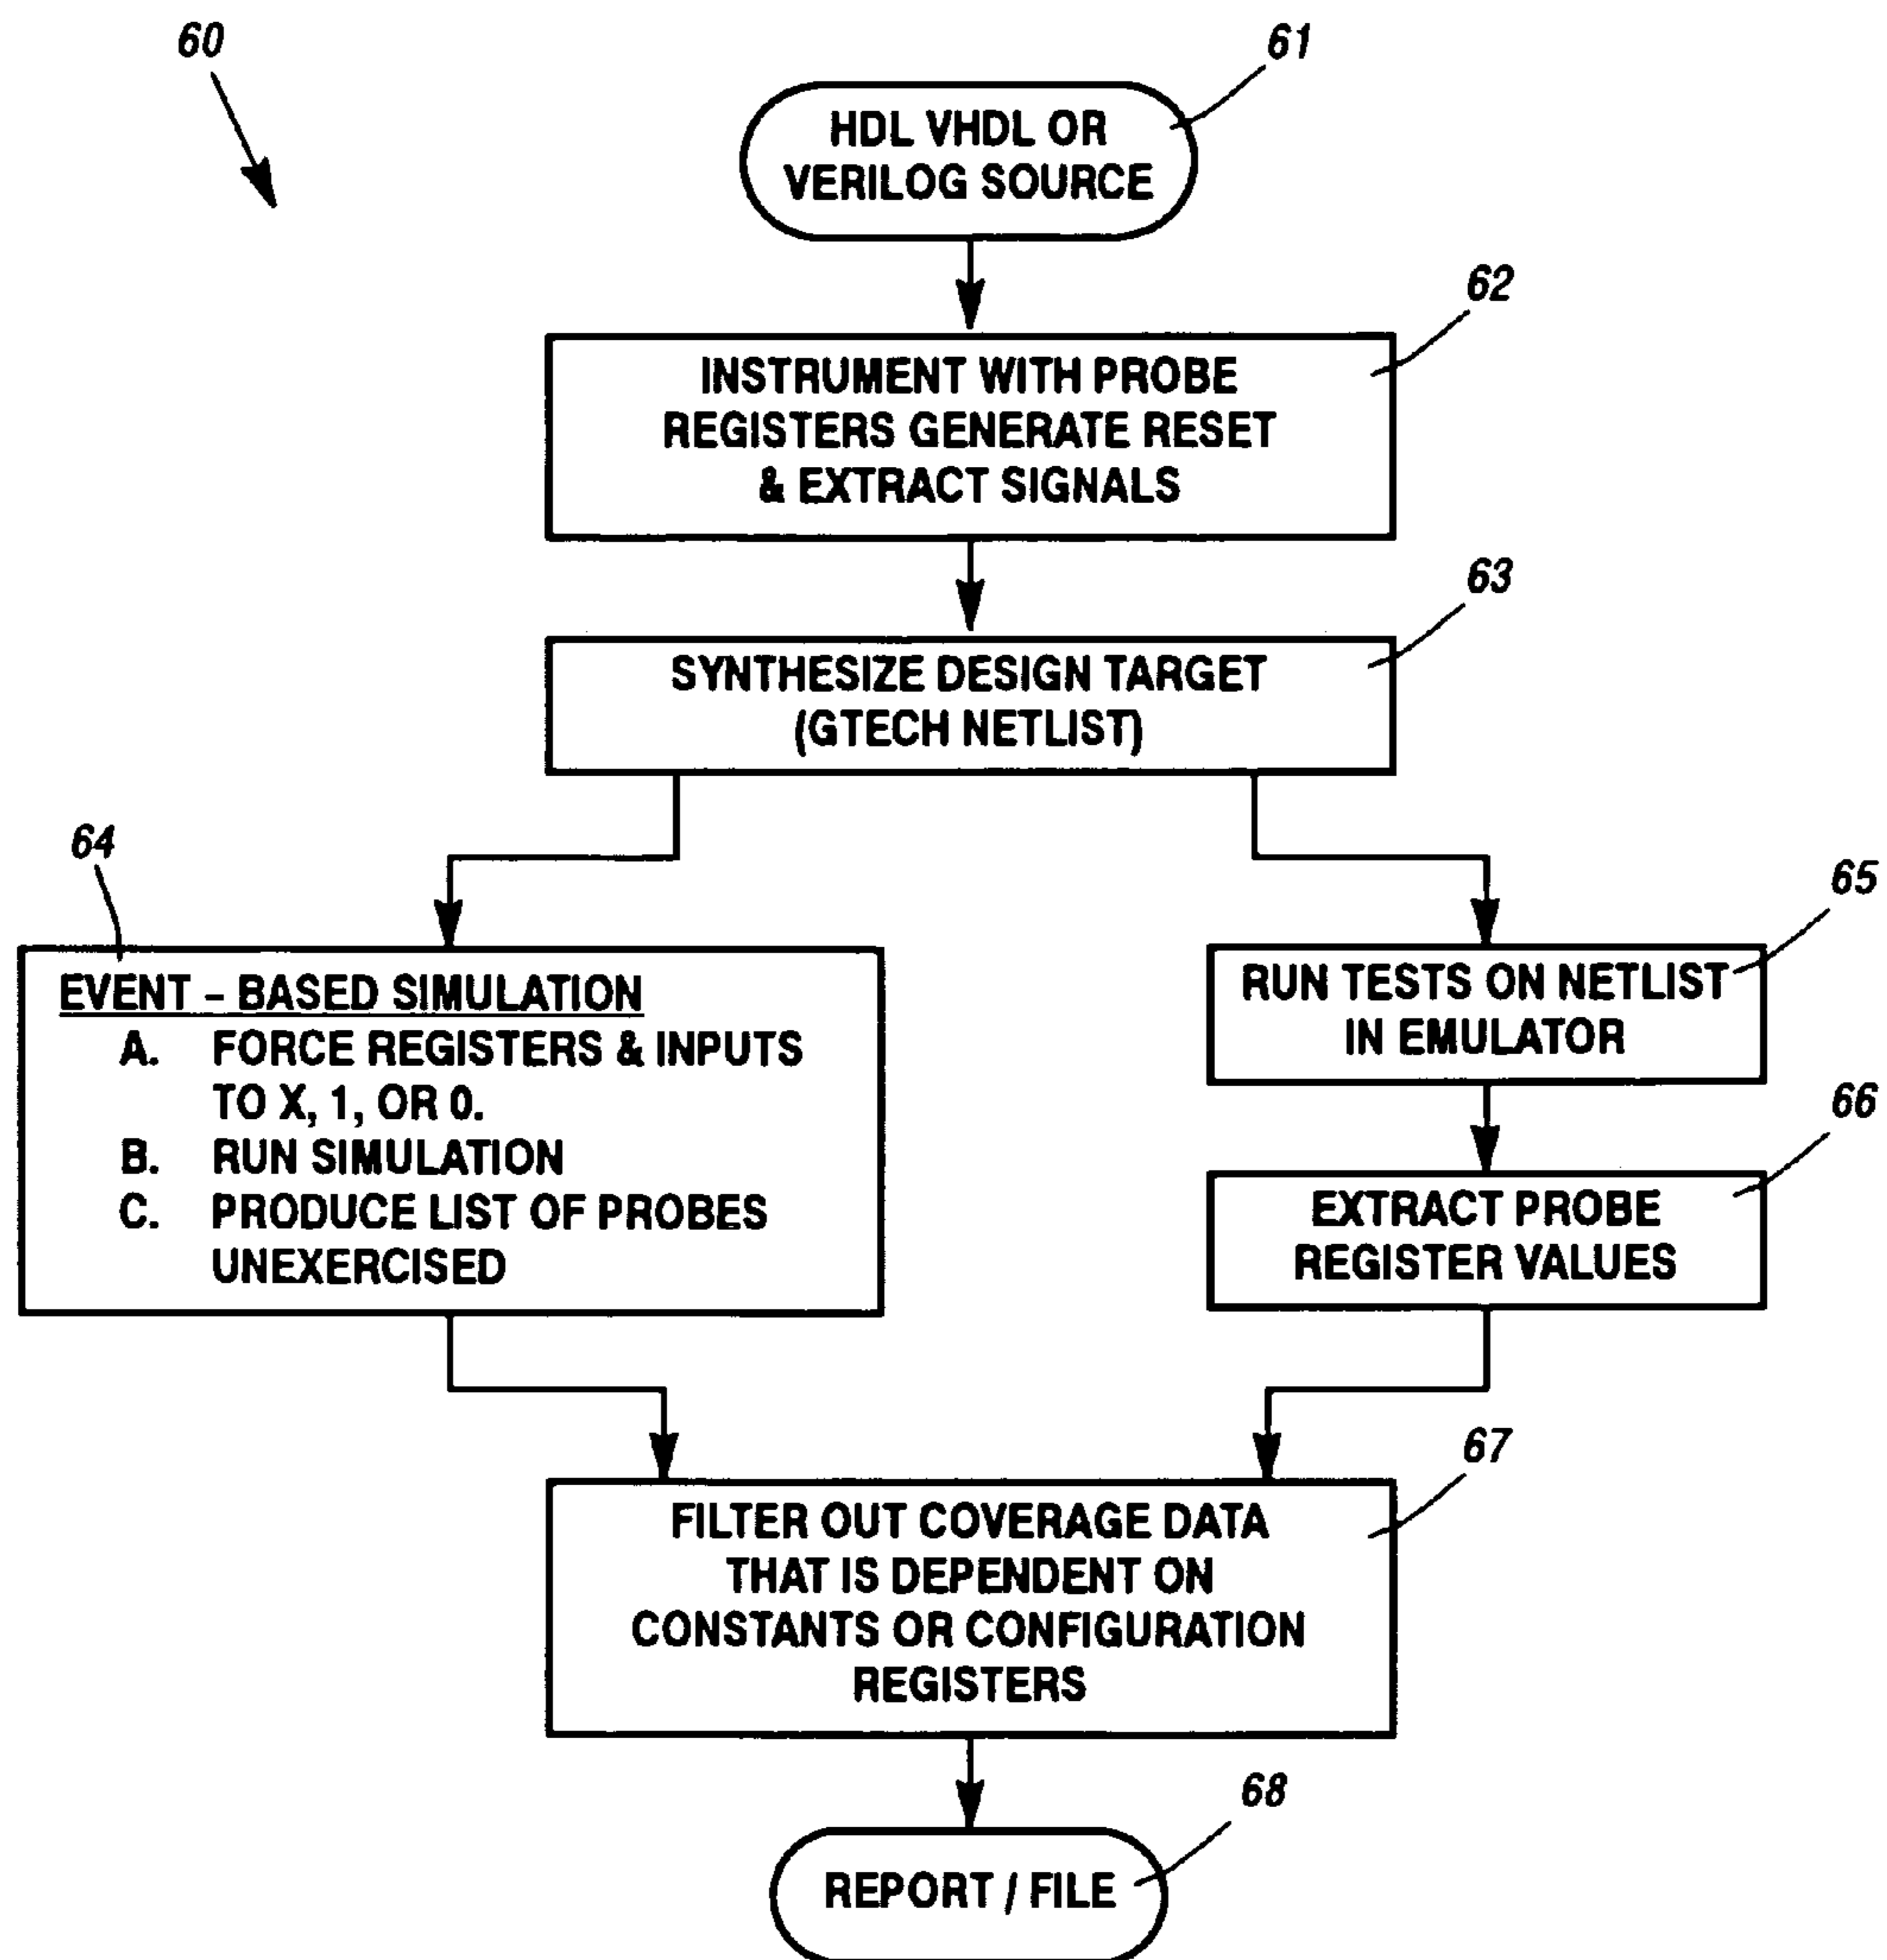 60
61
HDL VHDL OR
VERILOG SOURCE
62
INSTRUMENT WITH PROBE
REGISTERS GENERATE RESET
& EXTRACT SIGNALS
63
SYNTHESIZE DESIGN TARGET
(GTECH NETLIST)
64
EVENT – BASED SIMULATION
A. FORCE REGISTERS & INPUTS
TO X, 1, OR 0.
B. RUN SIMULATION
C. PRODUCE LIST OF PROBES
UNEXERCISED
65
RUN TESTS ON NETLIST
IN EMULATOR
66
EXTRACT PROBE
REGISTER VALUES
67
FILTER OUT COVERAGE DATA
THAT IS DEPENDENT ON
CONSTANTS OR CONFIGURATION
REGISTERS
68
REPORT / FILE